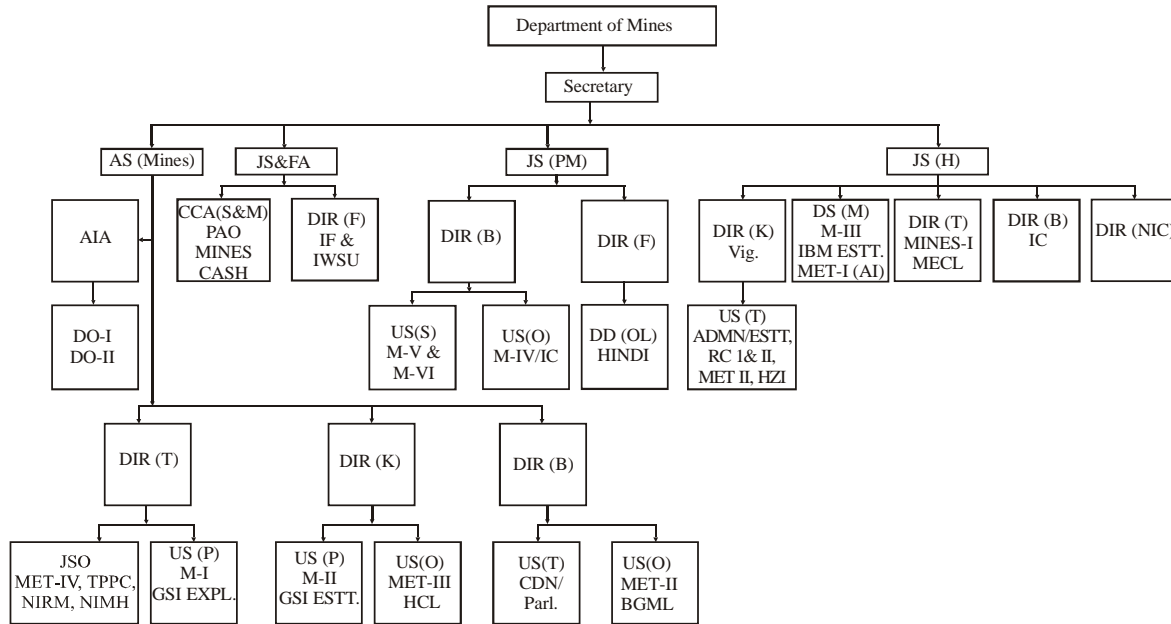 Department of Mines
Secretary
AS (Mines)
JS&FA
JS (PM)
JS (H)
AIA
CCA(S&M)
PAO
MINES
CASH
DIR (F)
IF &
IWSU
DIR (B)
DIR (F)
DIR (K)
Vig.
DS (M)
M-III
IBM ESTT.
MET-I (AI)
DIR (T)
MINES-I
MECL
DIR (B)
IC
DIR (NIC)
DO-I
DO-II
US(S)
M-V &
M-VI
US(O)
M-IV/IC
DD (OL)
HINDI
US (T)
ADMN/ESTT,
RC 1& II,
MET II, HZI
DIR (T)
DIR (K)
DIR (B)
JSO
MET-IV, TPPC,
NIRM, NIMH
US (P)
M-I
GSI EXPL.
US (P)
M-II
GSI ESTT.
US(O)
MET-III
HCL
US(T)
CDN/
Parl.
US(O)
MET-II
BGML